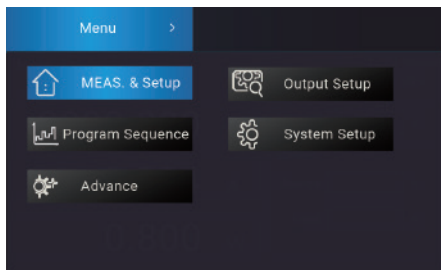 Menu >
MEAS. & Setup
Output Setup
Program Sequence
System Setup
Advance